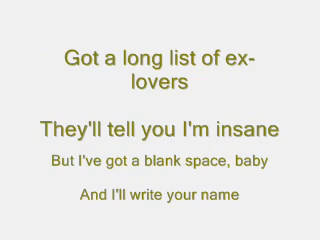 Got a long list of ex-
lovers
They'll tell you I'm insane
But I've got a blank space, baby
And I'll write your name